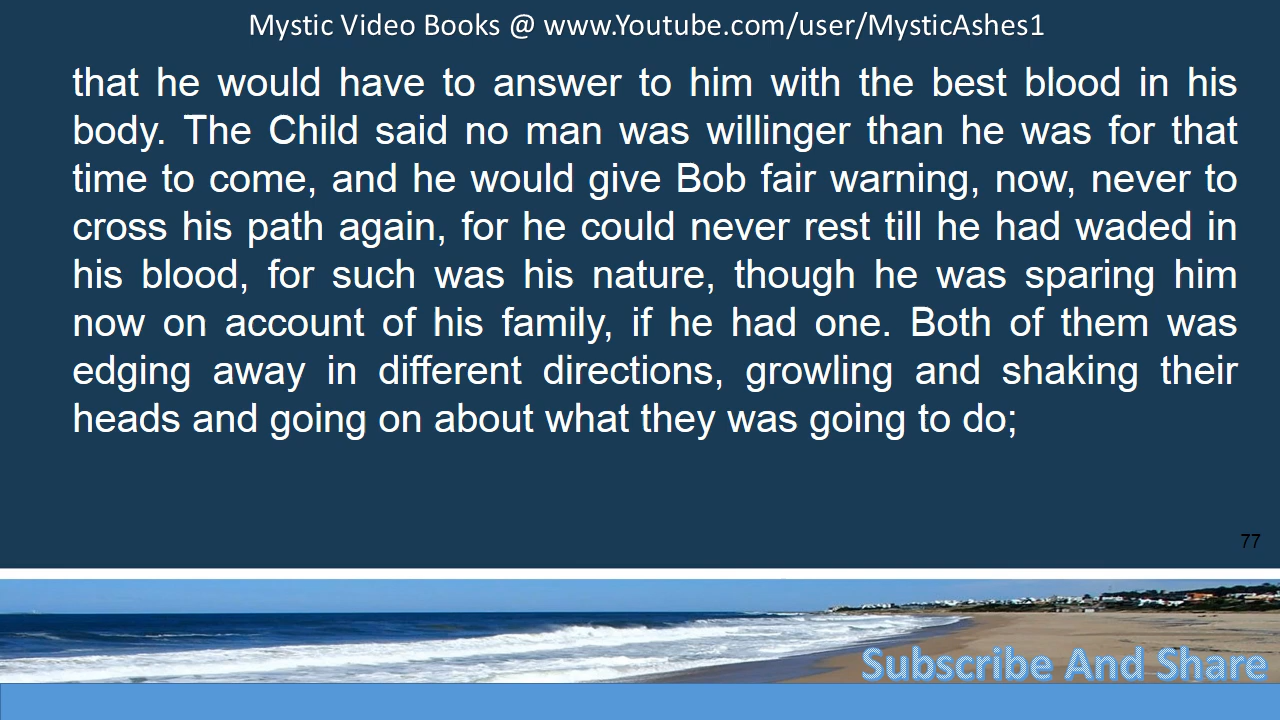 Mystic Video Books @ www.Youtube.com/user/MysticAshes1
that he would have to answer to him with the best blood in his
body. The Child said no man was willinger than he was for that
time to come, and he would give Bob fair warning, now, never to
cross his path again, for he could never rest till he had waded in
his blood, for such was his nature, though he was sparing him
now on account of his family, if he had one. Both of them was
edging away in different directions, growling and shaking their
heads and going on about what they was going to do;
77
Subscribe And Share